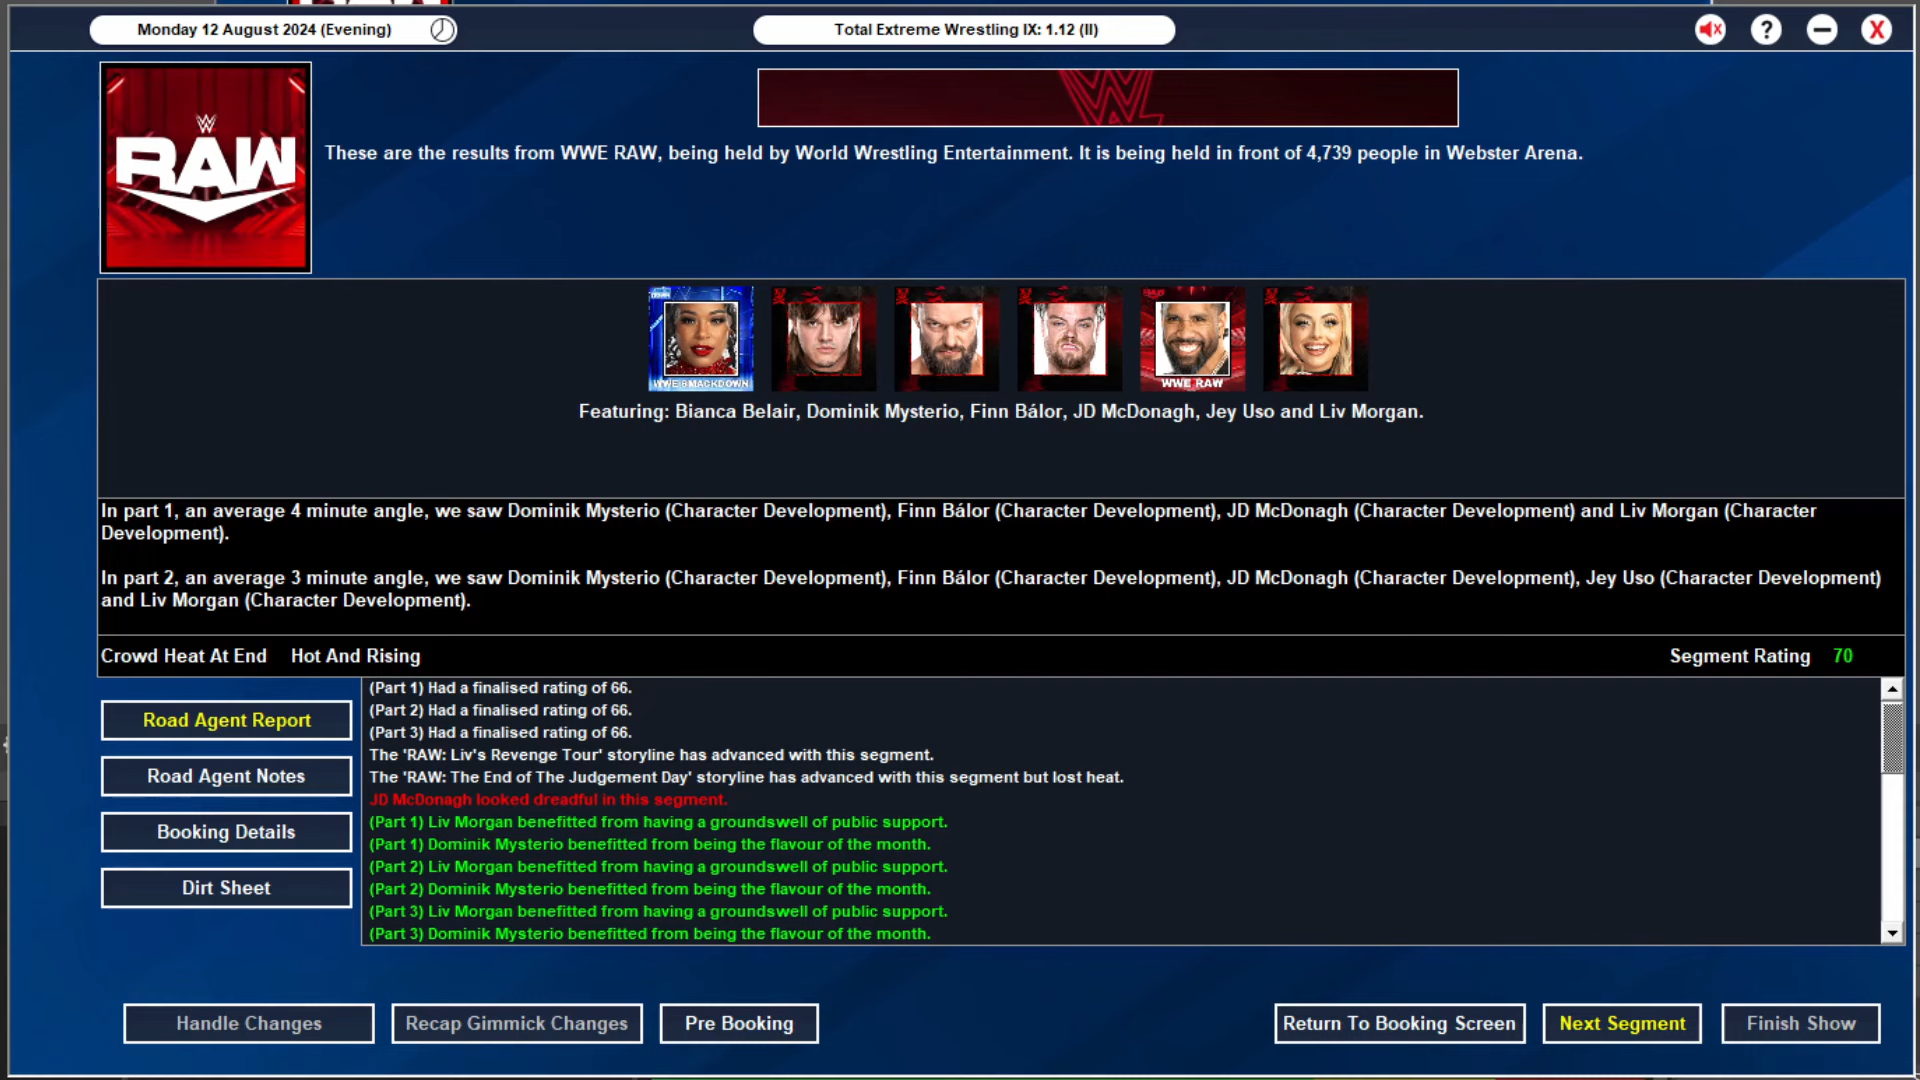 Monday 12 August 2024 (Evening)
Total Extreme Wrestling IX: 1.12 (II)
?
X
W
RAW
These are the results from WWE RAW, being held by World Wrestling Entertainment. It is being held in front of 4,739 people in Webster Arena.
WWE SMACKDOWN
WWE RAW
Featuring: Bianca Belair, Dominik Mysterio, Finn Bálor, JD McDonagh, Jey Uso and Liv Morgan.
In part 1, an average 4 minute angle, we saw Dominik Mysterio (Character Development), Finn Bálor (Character Development), JD McDonagh (Character Development) and Liv Morgan (Character
Development).
In part 2, an average 3 minute angle, we saw Dominik Mysterio (Character Development), Finn Bálor (Character Development), JD McDonagh (Character Development), Jey Uso (Character Development)
and Liv Morgan (Character Development).
Crowd Heat At End Hot And Rising Segment Rating 70
Road Agent Report
Road Agent Notes
Booking Details
Dirt Sheet
(Part 1) Had a finalised rating of 66.
(Part 2) Had a finalised rating of 66.
(Part 3) Had a finalised rating of 66.
The 'RAW: Liv's Revenge Tour' storyline has advanced with this segment.
The 'RAW: The End of The Judgement Day' storyline has advanced with this segment but lost heat.
JD McDonagh looked dreadful in this segment.
(Part 1) Liv Morgan benefitted from having a groundswell of public support.
(Part 1) Dominik Mysterio benefitted from being the flavour of the month.
(Part 2) Liv Morgan benefitted from having a groundswell of public support.
(Part 2) Dominik Mysterio benefitted from being the flavour of the month.
(Part 3) Liv Morgan benefitted from having a groundswell of public support.
(Part 3) Dominik Mysterio benefitted from being the flavour of the month.
Handle Changes
Recap Gimmick Changes
Pre Booking
Return To Booking Screen
Next Segment
Finish Show